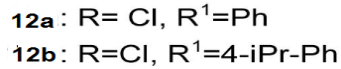 12a : R= Cl, R¹=Ph
12b : R=Cl, R¹=4-iPr-Ph